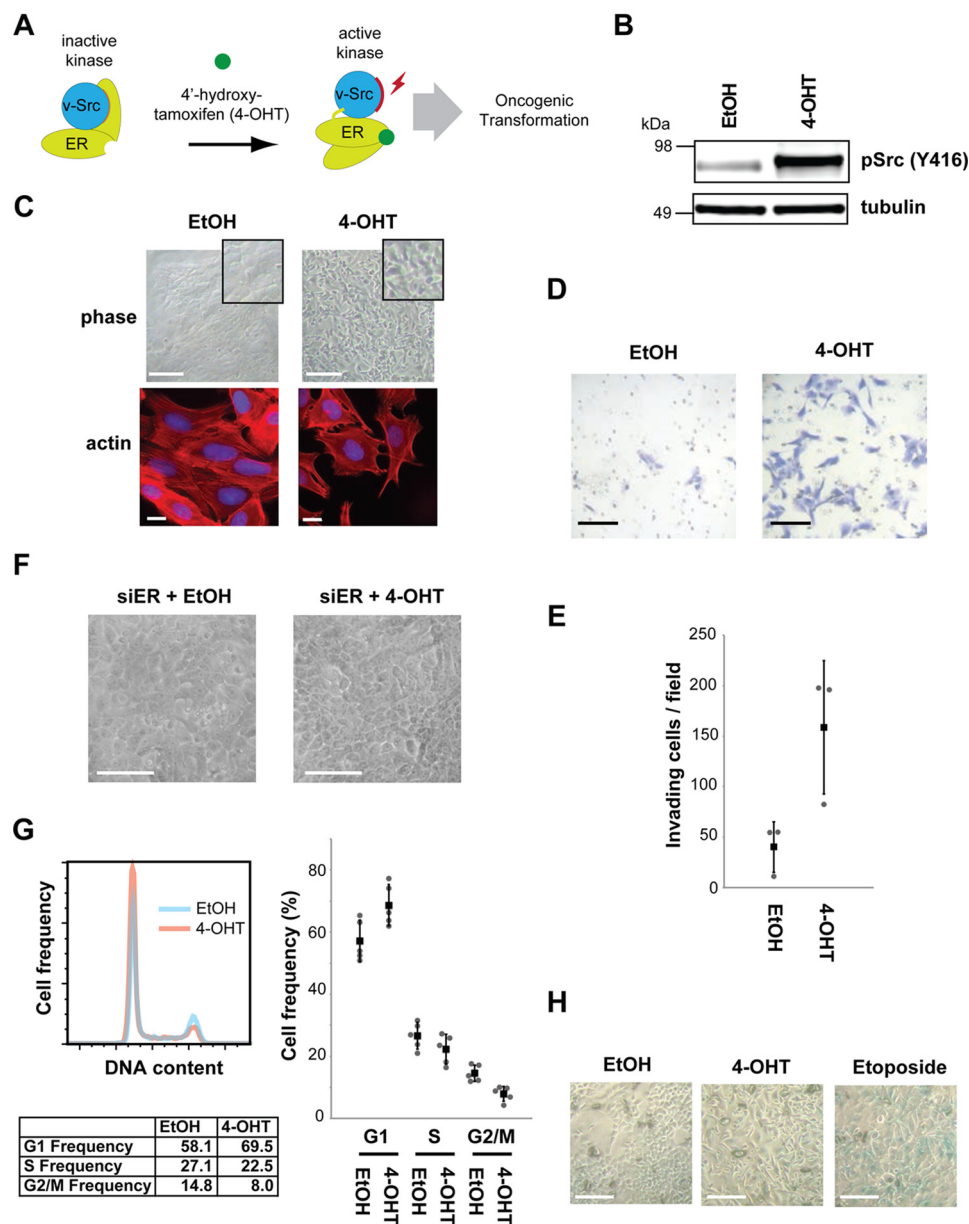 A
inactive
kinase
v-Src
ER
4'-hydroxy-
tamoxifen (4-OHT)
active
kinase
v-Src
ER
Oncogenic
Transformation
B
EtOH
4-OHT
kDa
98
49
pSrc (Y416)
tubulin
C
EtOH
4-OHT
phase
actin
D
EtOH
4-OHT
F
siER + EtOH
siER + 4-OHT
E
Invading cells / field
250
200
150
100
50
0
EtOH
4-OHT
G
Cell frequency
EtOH
4-OHT
DNA content
EtOH 4-OHT
G1 Frequency 58.1 69.5
S Frequency 27.1 22.5
G2/M Frequency 14.8 8.0
Cell frequency (%)
80
60
40
20
0
G1 S G2/M
EtOH 4-OHT EtOH 4-OHT EtOH 4-OHT
H
EtOH
4-OHT
Etoposide